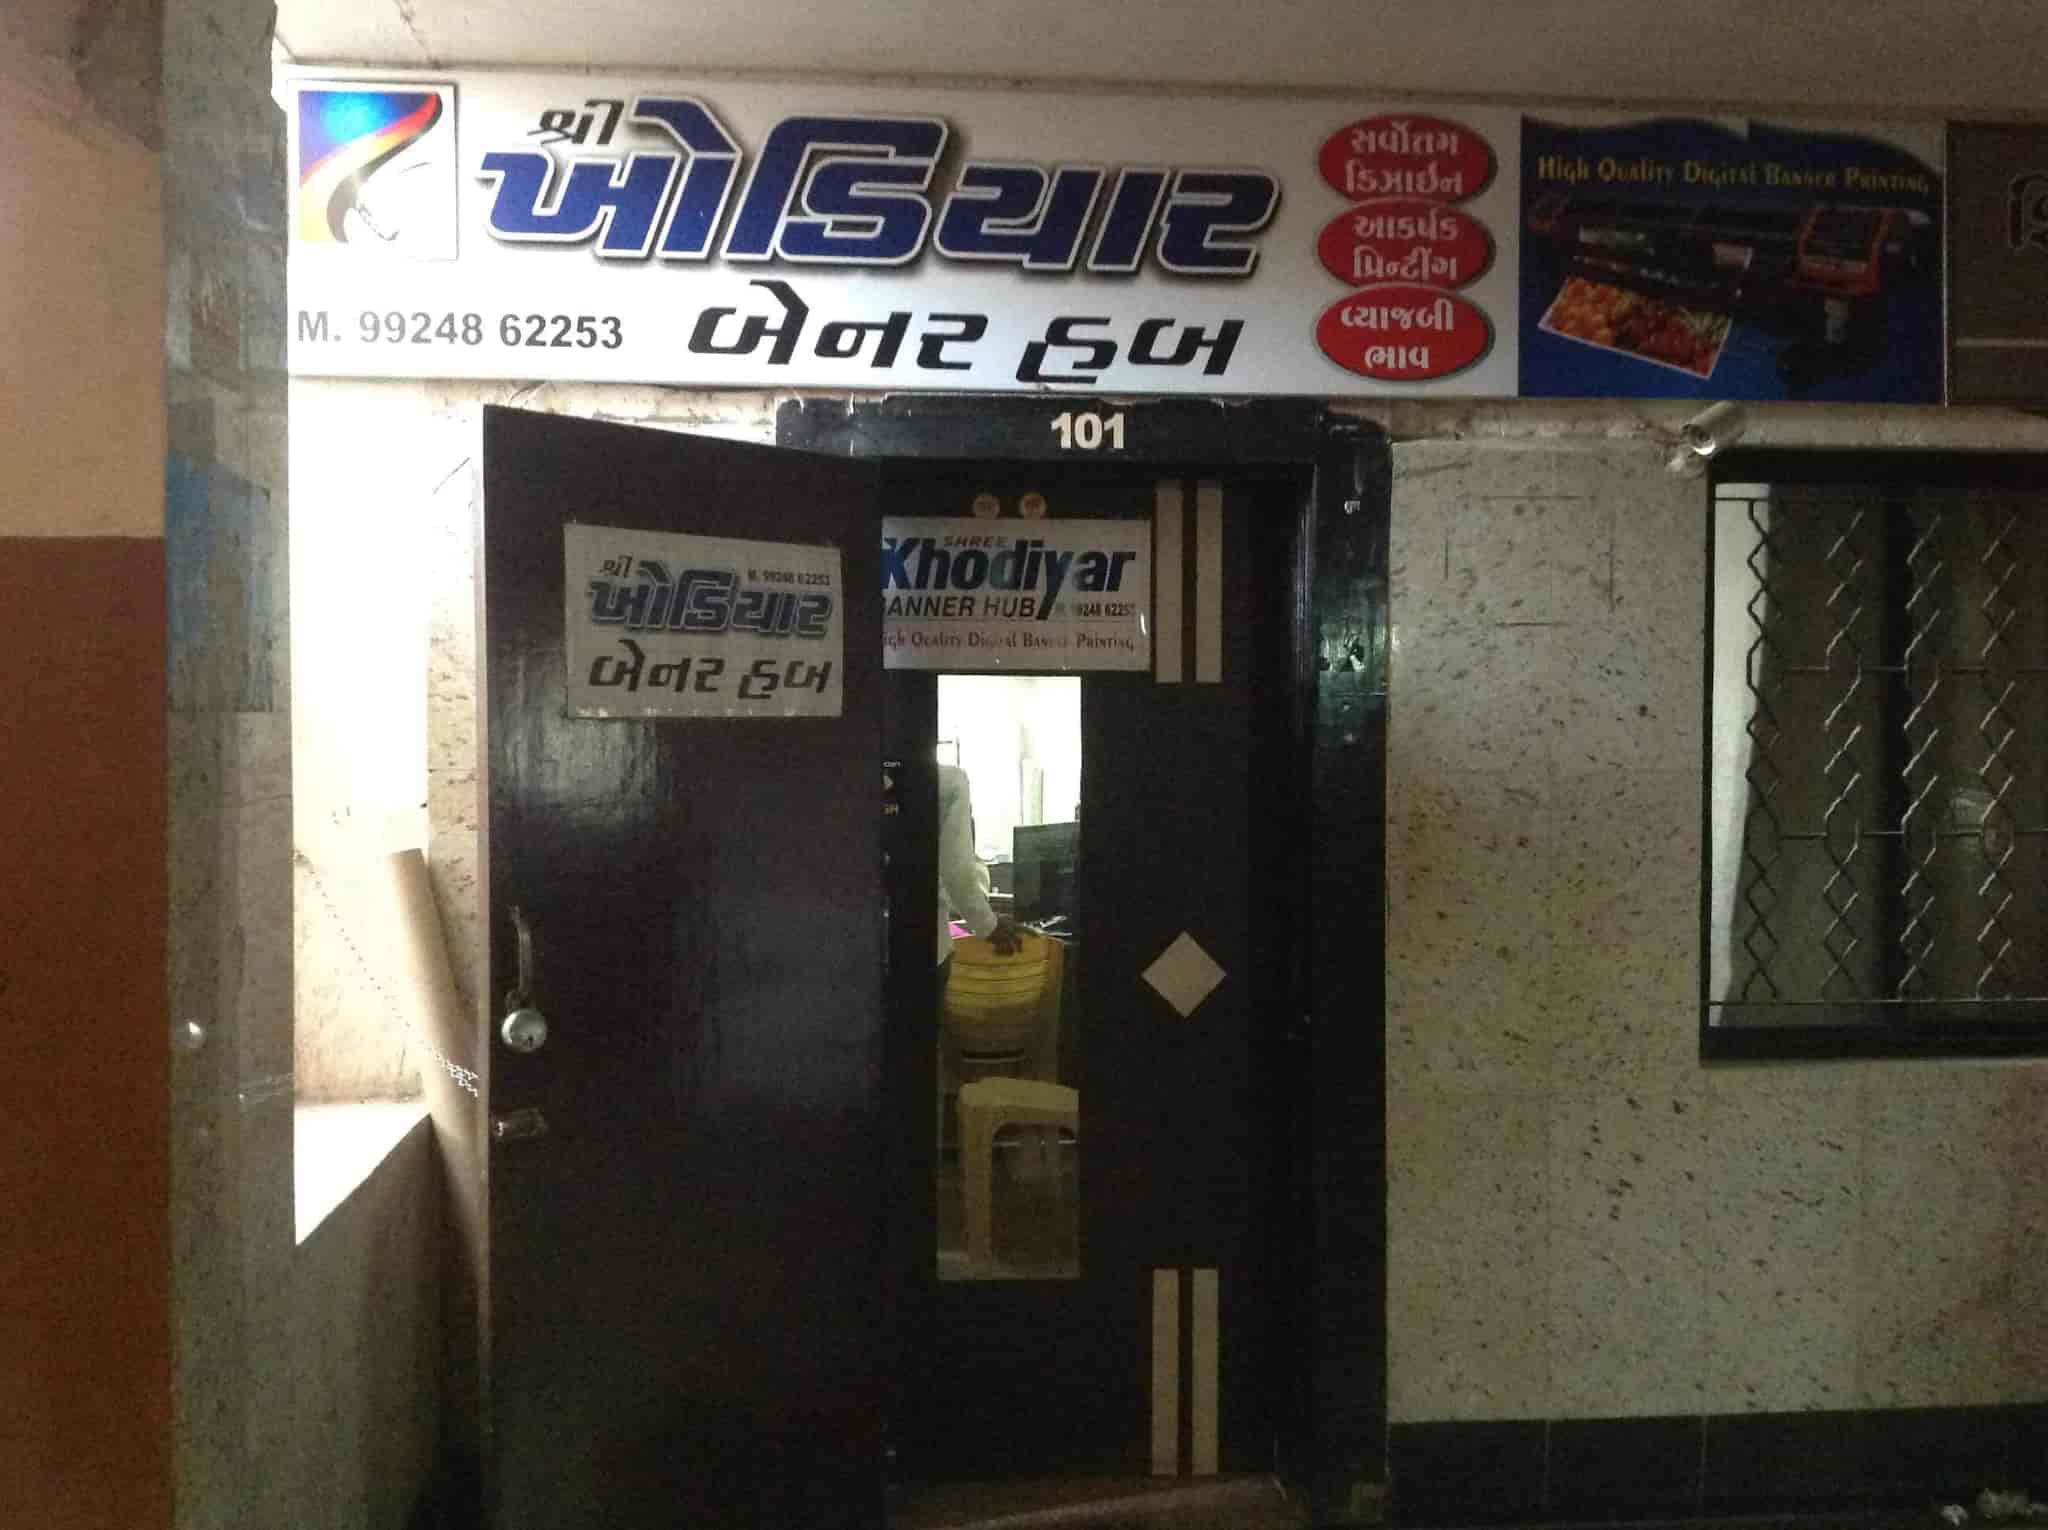 શ્રી
ખોડિયાર
M. 99248 62253
બેનર હબ
સર્વોતમ
ડિઝાઇન
આકર્ષક
પ્રિન્ટીંગ
વ્યાજબી
ભાવ
High Quality Digital Banner Printing
101
શ્રી
M. 99248 62253
ખોડિયાર
બેનર હબ
SHREE
Khodiyar
BANNER HUB M. 99248 62253
High Quality Digital Banner Printing